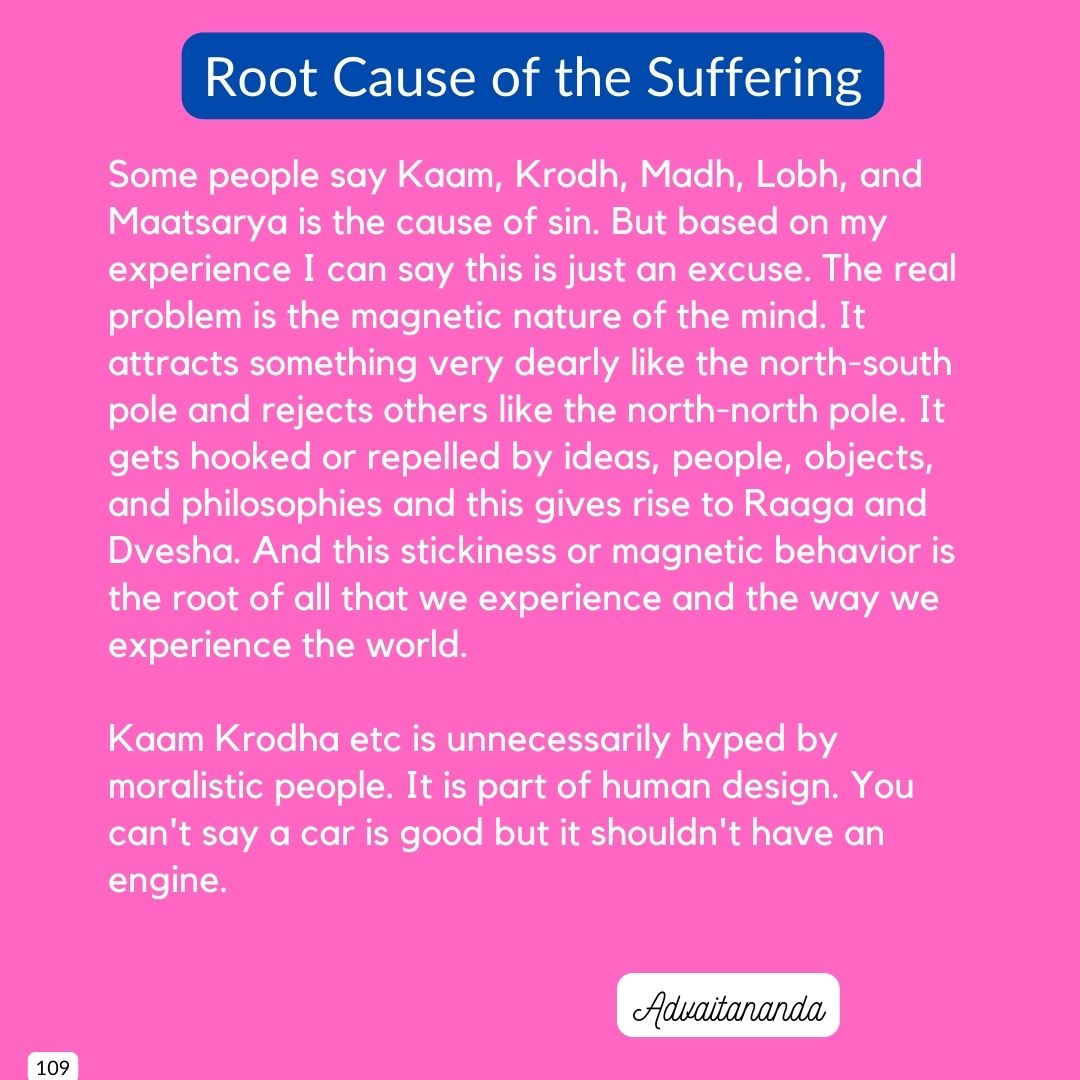 Root Cause of the Suffering
Some people say Kaam, Krodh, Madh, Lobh, and
Maatsarya is the cause of sin. But based on my
experience I can say this is just an excuse. The real
problem is the magnetic nature of the mind. It
attracts something very dearly like the north-south
pole and rejects others like the north-north pole. It
gets hooked or repelled by ideas, people, objects,
and philosophies and this gives rise to Raaga and
Dvesha. And this stickiness or magnetic behavior is
the root of all that we experience and the way we
experience the world.
Kaam Krodha etc is unnecessarily hyped by
moralistic people. It is part of human design. You
can't say a car is good but it shouldn't have an
engine.
Advaitananda
109